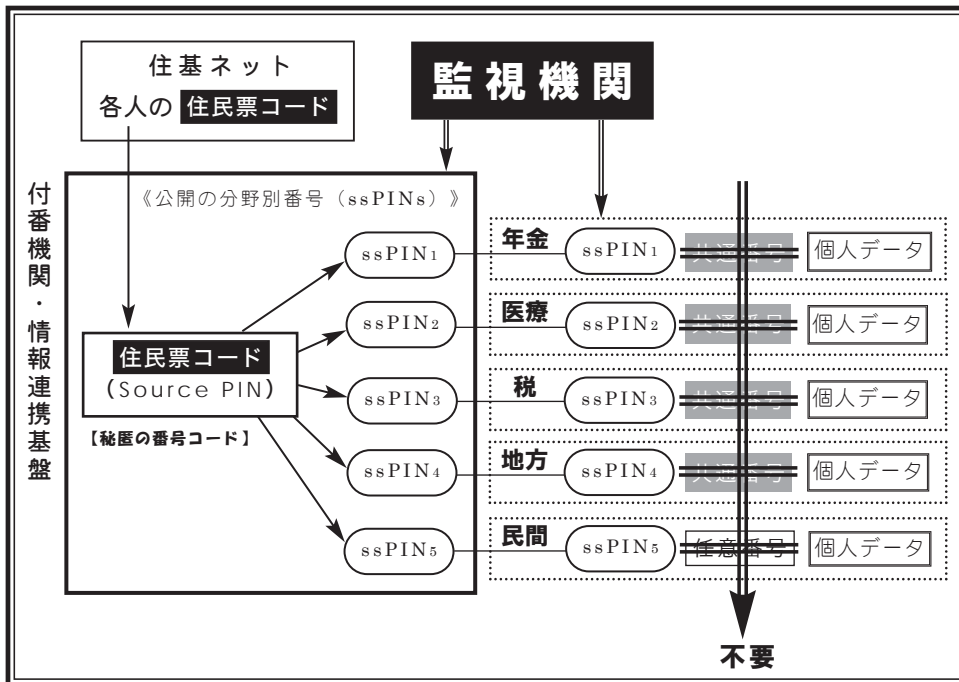 住基ネット
各人の 住民票コード
監視機関
付番機関・情報連携基盤
《公開の分野別番号（ssPINs）》
住民票コード
(Source PIN)
【秘匿の番号コード】
ssPIN1
ssPIN2
ssPIN3
ssPIN4
ssPIN5
年金
ssPIN1 共通番号 個人データ
医療
ssPIN2 共通番号 個人データ
税
ssPIN3 共通番号 個人データ
地方
ssPIN4 共通番号 個人データ
民間
ssPIN5 任意番号 個人データ
不要